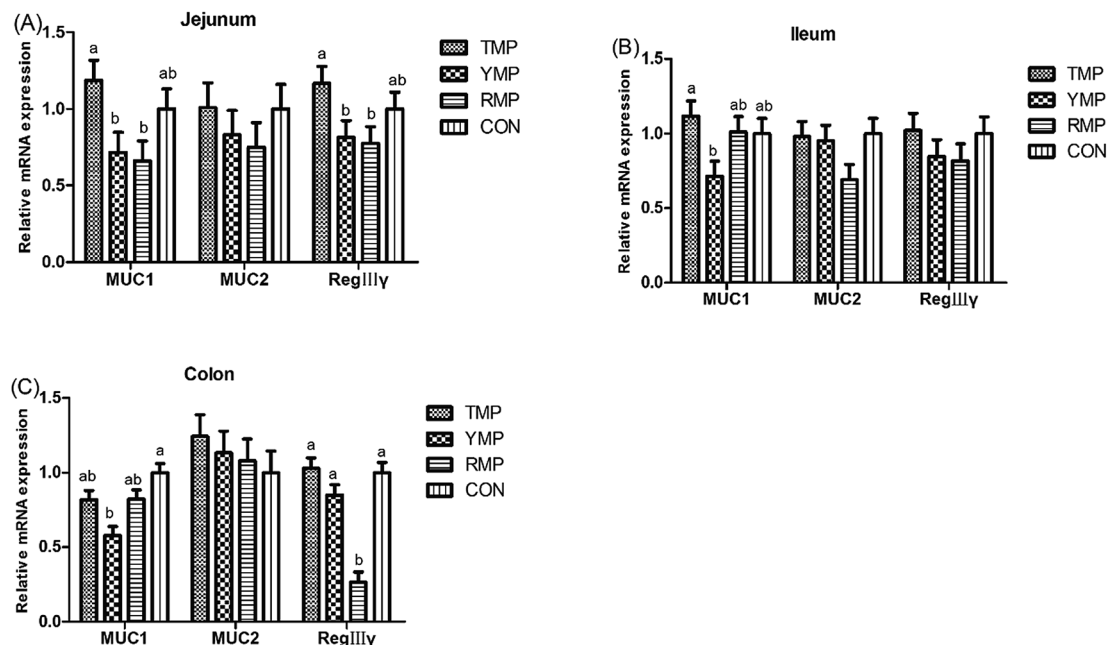 (A)
Jejunum
Relative mRNA expression
1.5
1.0
0.5
0.0
a
b
b
ab
a
b
b
ab
MUC1
MUC2
RegⅢγ
TMP
YMP
RMP
CON
(B)
Ileum
Relative mRNA expression
1.5
1.0
0.5
0.0
a
b
ab
ab
MUC1
MUC2
RegⅢγ
TMP
YMP
RMP
CON
(C)
Colon
Relative mRNA expression
1.5
1.0
0.5
0.0
ab
b
ab
a
a
a
b
a
MUC1
MUC2
RegⅢγ
TMP
YMP
RMP
CON